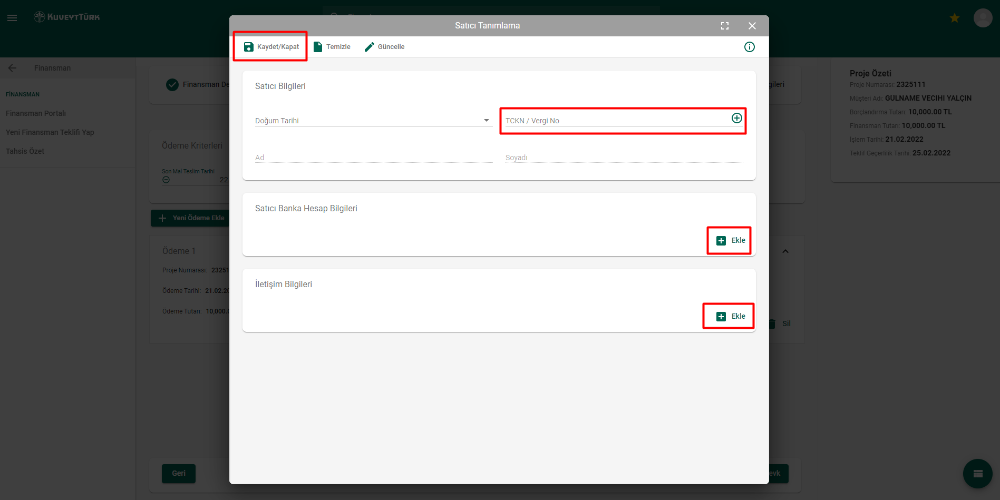 KUVEYTTÜRK
Satıcı Tanımlama
Kaydet/Kapat
Temizle
Güncelle
Finansman
FİNANSMAN
Finansman Portalı
Yeni Finansman Teklifi Yap
Tahsis Özet
Finansman De
Ödeme Kriterleri
Son Mal Teslim Tarihi
22.
Yeni Ödeme Ekle
Ödeme 1
Proje Numarası: 23251
Ödeme Tarihi: 21.02.20
Ödeme Tutarı: 10,000.0
Geri
Satıcı Bilgileri
Doğum Tarihi
TCKN / Vergi No
Ad
Soyadı
Satıcı Banka Hesap Bilgileri
Ekle
İletişim Bilgileri
Ekle
gileri
Sil
evk
Proje Özeti
Proje Numarası: 2325111
Müşteri Adı: GÜLNAME VECIHI YALÇIN
Borçlandırma Tutarı: 10,000.00 TL
Finansman Tutarı: 10,000.00 TL
İşlem Tarihi: 21.02.2022
Teklif Geçerlilik Tarihi: 25.02.2022